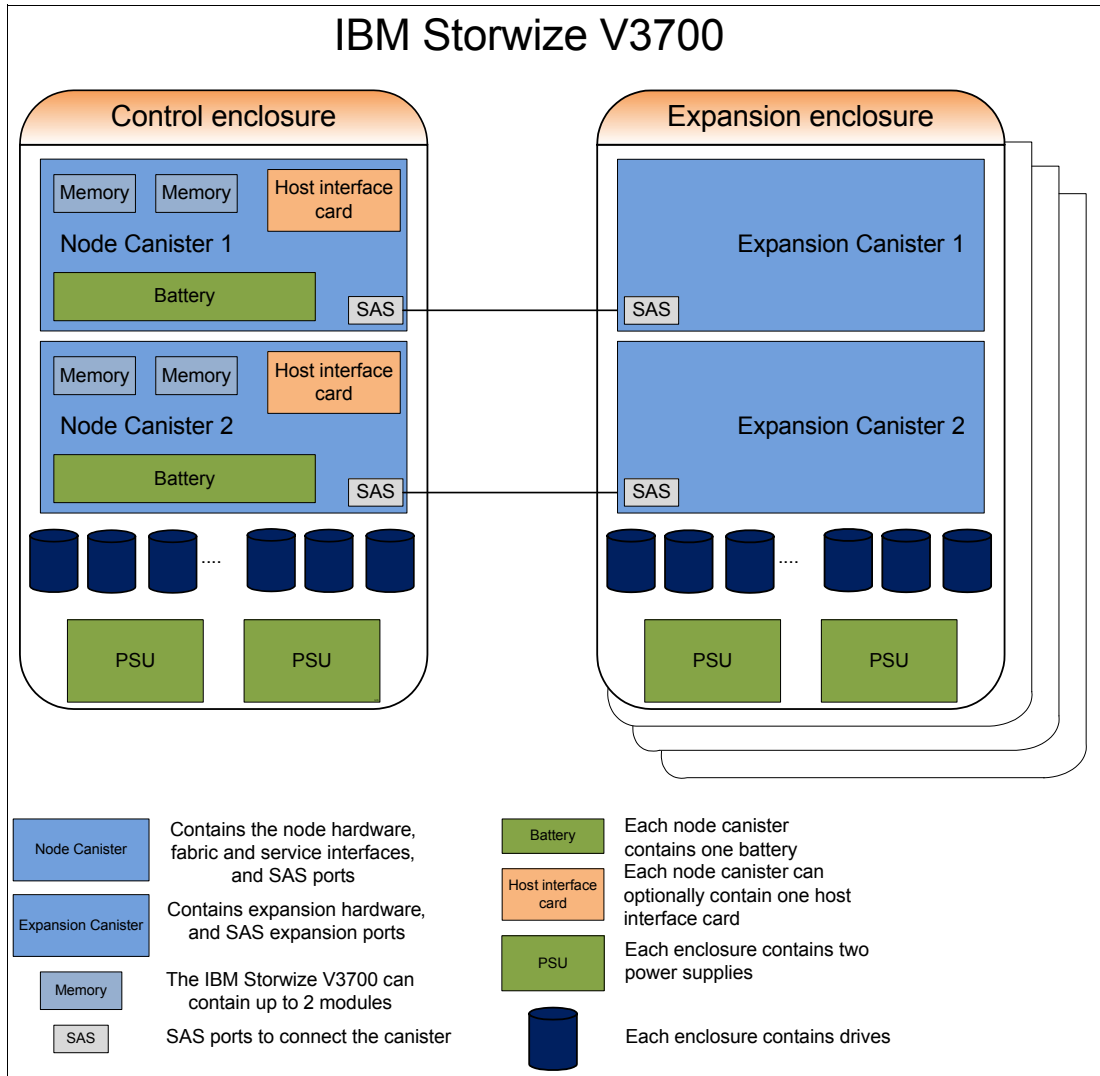 IBM Storwize V3700
Control enclosure
Memory
Memory
Host interface
card
Node Canister 1
Battery
SAS
Memory
Memory
Host interface
card
Node Canister 2
Battery
SAS
....
PSU
PSU
Expansion enclosure
Expansion Canister 1
SAS
Expansion Canister 2
SAS
....
PSU
PSU
Node Canister
Contains the node hardware,
fabric and service interfaces,
and SAS ports
Expansion Canister
Contains expansion hardware,
and SAS expansion ports
Memory
The IBM Storwize V3700 can
contain up to 2 modules
SAS
SAS ports to connect the canister
Battery
Each node canister
contains one battery
Host interface
card
Each node canister can
optionally contain one host
interface card
PSU
Each enclosure contains two
power supplies
Each enclosure contains drives